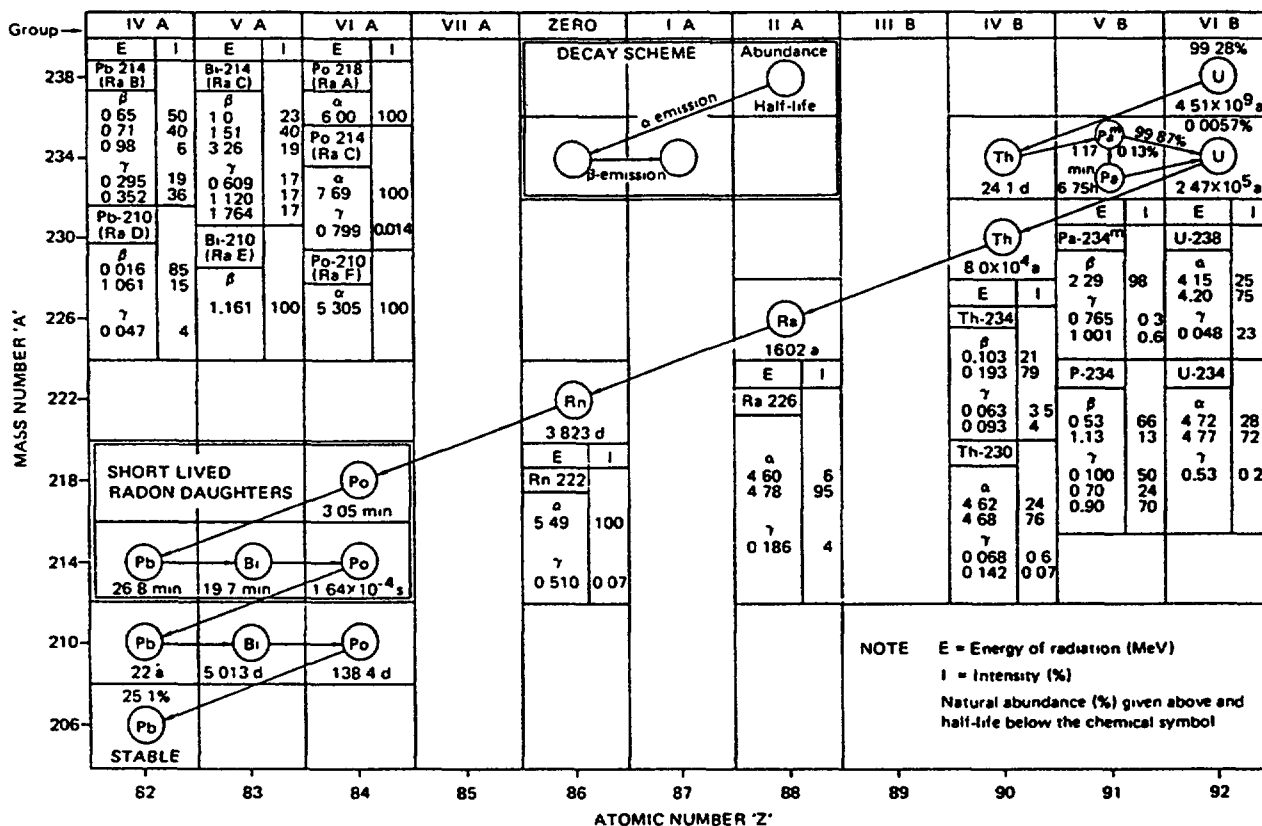 Group→ IV A V A VI A VII A ZERO I A II A III B IV B V B VI B
MASS NUMBER 'A'
238
234
230
226
222
218
214
210
206
E I
Pb 214
(Ra B)
β
0 65 50
0 71 40
0 98 6
γ
0 295 19
0 352 36
Pb-210
(Ra D)
β
0 016 85
1 061 15
γ
0 047 4
E I
Bi-214
(Ra C)
β
1 0 23
1 51 40
3 26 19
γ
0 609 17
1 120 17
1 764 17
Bi-210
(Ra E)
β
1.161 100
E I
Po 218
(Ra A)
α
6 00 100
Po 214
(Ra C)
α
7 69 100
γ
0 799 0.014
Po-210
(Ra F)
α
5 305 100
DECAY SCHEME
Abundance
Half-life
α emission
β-emission
99 28%
U
4 51×10⁹a
0 0057%
Th
24 1 d
Paᵐ
99 87%
1 17
min
0 13%
Pa
6 75h
U
2 47×10⁵a
Th
8 0×10⁴a
E I
Th-234
β
0.103 21
0 193 79
γ
0 063 3 5
0 093 4
Th-230
α
4 62 24
4 68 76
γ
0 068 0 6
0 142 0 07
E I
Pa-234ᵐ
β
2 29 98
γ
0 765 0 3
1 001 0.6
P-234
β
0 53 66
1.13 13
γ
0 100 50
0 70 24
0.90 70
E I
U-238
α
4 15 25
4.20 75
γ
0 048 23
U-234
α
4 72 28
4 77 72
γ
0.53 0 2
Ra
1602 a
E I
Ra 226
α
4 60 6
4 78 95
γ
0 186 4
Rn
3 823 d
E I
Rn 222
α
5 49 100
γ
0 510 0 07
SHORT LIVED
RADON DAUGHTERS
Po
3 05 min
Pb Bi Po
26 8 min 19 7 min 1 64×10⁻⁴s
Pb Bi Po
22 a 5 013 d 138 4 d
25 1%
Pb
STABLE
NOTE E = Energy of radiation (MeV)
I = Intensity (%)
Natural abundance (%) given above and
half-life below the chemical symbol
82 83 84 85 86 87 88 89 90 91 92
ATOMIC NUMBER 'Z'